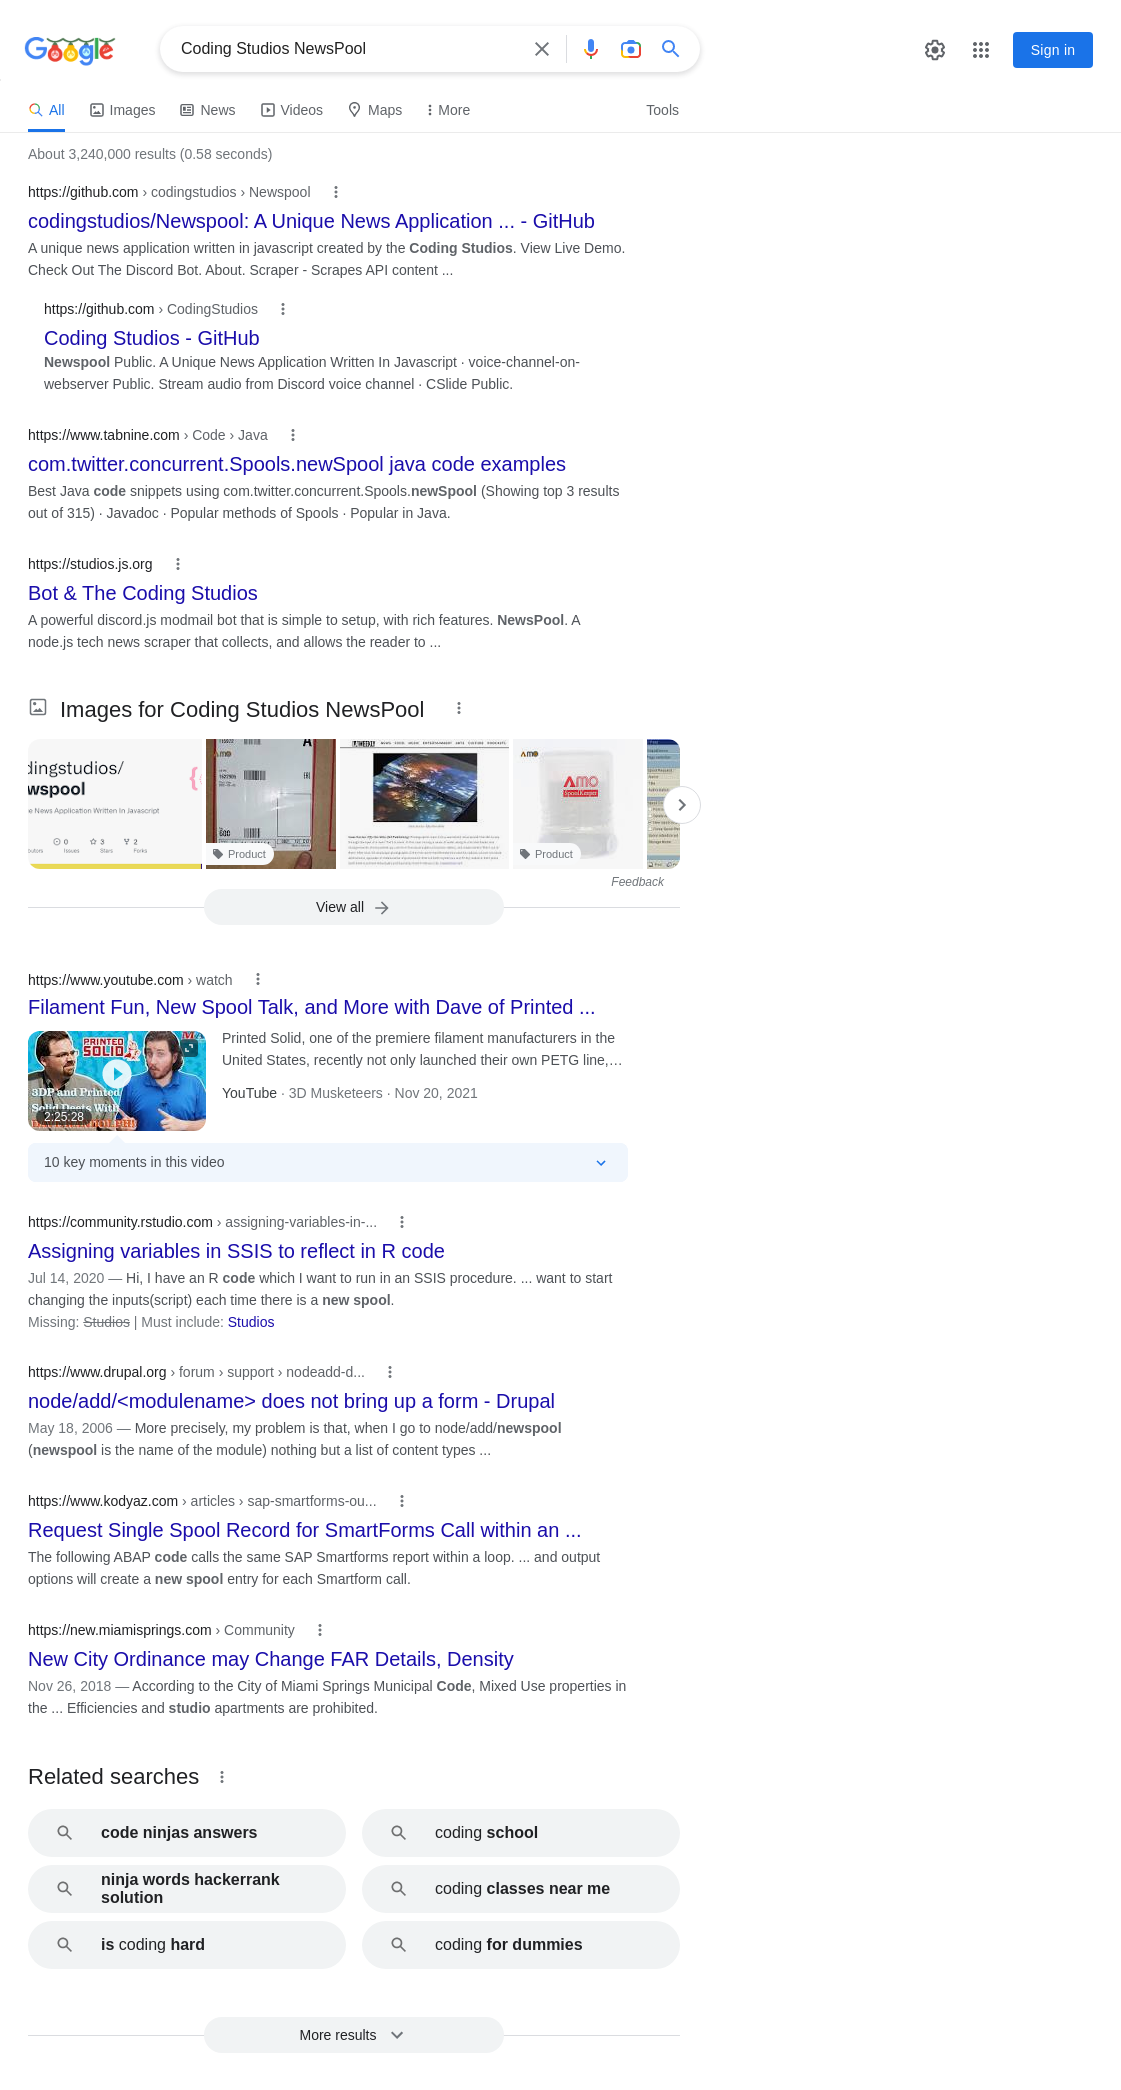 Google
Coding Studios NewsPool
Sign in
All Images News Videos Maps More Tools
About 3,240,000 results (0.58 seconds)
https://github.com › codingstudios › Newspool
codingstudios/Newspool: A Unique News Application ... - GitHub
A unique news application written in javascript created by the Coding Studios. View Live Demo.
Check Out The Discord Bot. About. Scraper - Scrapes API content ...
https://github.com › CodingStudios
Coding Studios - GitHub
Newspool Public. A Unique News Application Written In Javascript · voice-channel-on-
webserver Public. Stream audio from Discord voice channel · CSlide Public.
https://www.tabnine.com › Code › Java
com.twitter.concurrent.Spools.newSpool java code examples
Best Java code snippets using com.twitter.concurrent.Spools.newSpool (Showing top 3 results
out of 315) · Javadoc · Popular methods of Spools · Popular in Java.
https://studios.js.org
Bot & The Coding Studios
A powerful discord.js modmail bot that is simple to setup, with rich features. NewsPool. A
node.js tech news scraper that collects, and allows the reader to ...
Images for Coding Studios NewsPool
dingstudios/
wspool
e News Application Written In Javascript
0 3 2
Issues Stars Forks
AMO
Product
AMO
AMO
SpoolKeeper
Product
Feedback
View all
https://www.youtube.com › watch
Filament Fun, New Spool Talk, and More with Dave of Printed ...
PRINTED
SOLID
3DP and Printed
Solid Deets With
2:25:28
Printed Solid, one of the premiere filament manufacturers in the
United States, recently not only launched their own PETG line,...
YouTube · 3D Musketeers · Nov 20, 2021
10 key moments in this video
https://community.rstudio.com › assigning-variables-in-...
Assigning variables in SSIS to reflect in R code
Jul 14, 2020 — Hi, I have an R code which I want to run in an SSIS procedure. ... want to start
changing the inputs(script) each time there is a new spool.
Missing: Studios | Must include: Studios
https://www.drupal.org › forum › support › nodeadd-d...
node/add/<modulename> does not bring up a form - Drupal
May 18, 2006 — More precisely, my problem is that, when I go to node/add/newspool
(newspool is the name of the module) nothing but a list of content types ...
https://www.kodyaz.com › articles › sap-smartforms-ou...
Request Single Spool Record for SmartForms Call within an ...
The following ABAP code calls the same SAP Smartforms report within a loop. ... and output
options will create a new spool entry for each Smartform call.
https://new.miamisprings.com › Community
New City Ordinance may Change FAR Details, Density
Nov 26, 2018 — According to the City of Miami Springs Municipal Code, Mixed Use properties in
the ... Efficiencies and studio apartments are prohibited.
Related searches
code ninjas answers
coding school
ninja words hackerrank
solution
coding classes near me
is coding hard
coding for dummies
More results